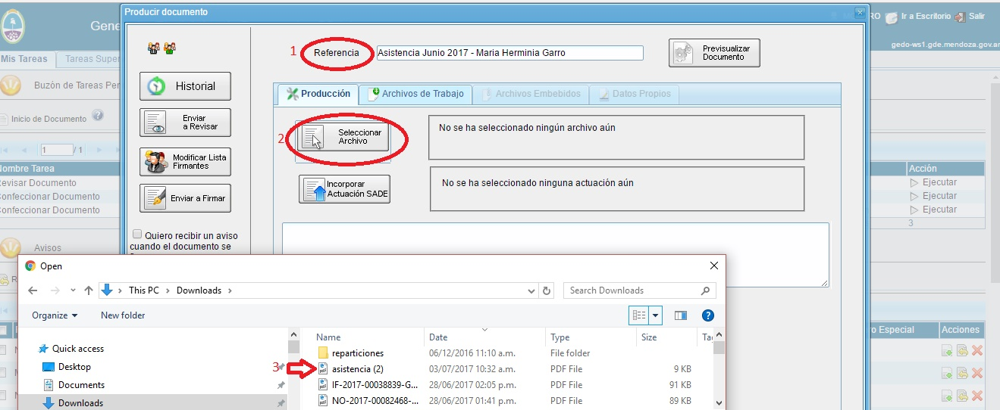 Producir documento
RO Ir a Escritorio Salir
gedo-ws1.gde.mendoza.gov.ar
Gene
Mis Tareas Tareas Super
Buzón de Tareas Per
Inicio de Documento
1 / 1
Nombre Tarea
Revisar Documento
Confeccionar Documento
Confeccionar Documento
Avisos
Historial
Enviar
a Revisar
Modificar Lista
Firmantes
Enviar a Firmar
Quiero recibir un aviso
cuando el documento se
1 Referencia Asistencia Junio 2017 - Maria Herminia Garro
Previsualizar
Documento
Producción Archivos de Trabajo Archivos Embebidos Datos Propios
2 Seleccionar
Archivo
No se ha seleccionado ningún archivo aún
Incorporar
Actuación SADE
No se ha seleccionado ninguna actuación aún
Acción
Ejecutar
Ejecutar
Ejecutar
3
o Especial Acciones
Open
This PC Downloads
Search Downloads
Organize New folder
Quick access
Desktop
Documents
Downloads
Name Date Type Size
reparticiones 06/12/2016 11:10 a.m. File folder
3 asistencia (2) 03/07/2017 10:32 a.m. PDF File 9 KB
IF-2017-00038839-G... 28/06/2017 02:05 p.m. PDF File 91 KB
NO-2017-00082468-... 28/06/2017 01:41 p.m. PDF File 89 KB